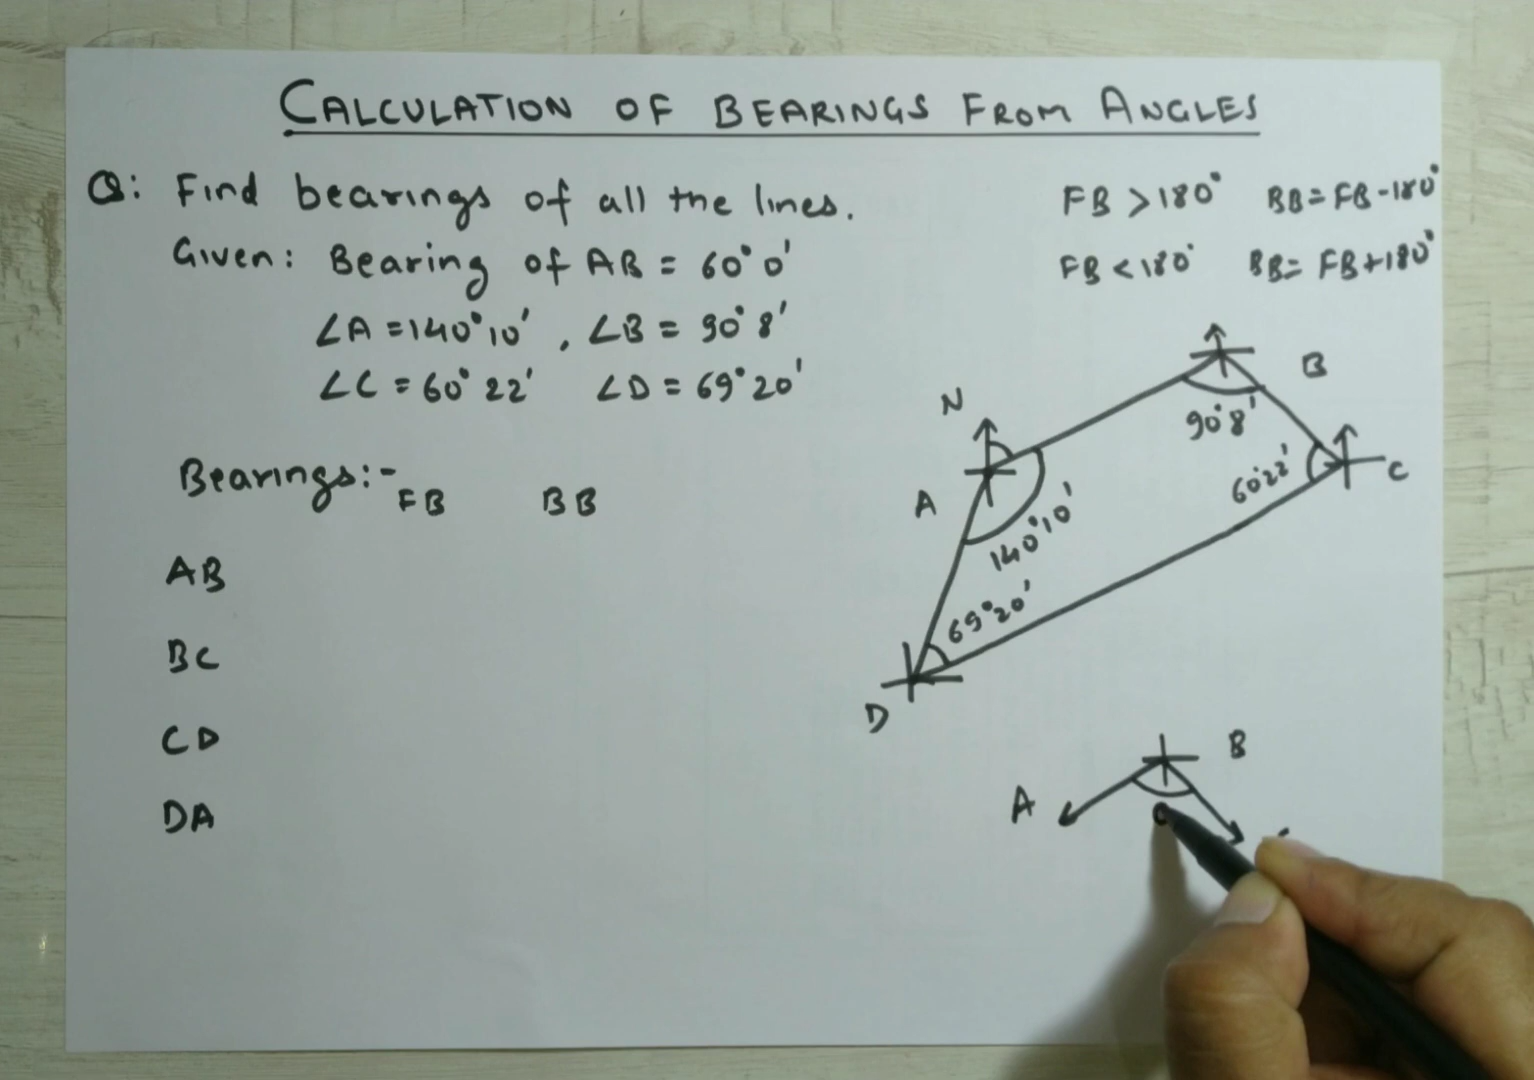 CALCULATION OF BEARINGS FROM ANGLES
Q: Find bearings of all the lines.
Given: Bearing of AB = 60° 0'
∠A = 140° 10' , ∠B = 90° 8'
∠C = 60° 22' ∠D = 69° 20'
FB > 180° BB = FB - 180°
FB < 180° BB = FB + 180°
Bearings:-
FB BB
AB
BC
CD
DA
N
A
B
C
D
90° 8'
60° 22'
140° 10'
69° 20'
A
B